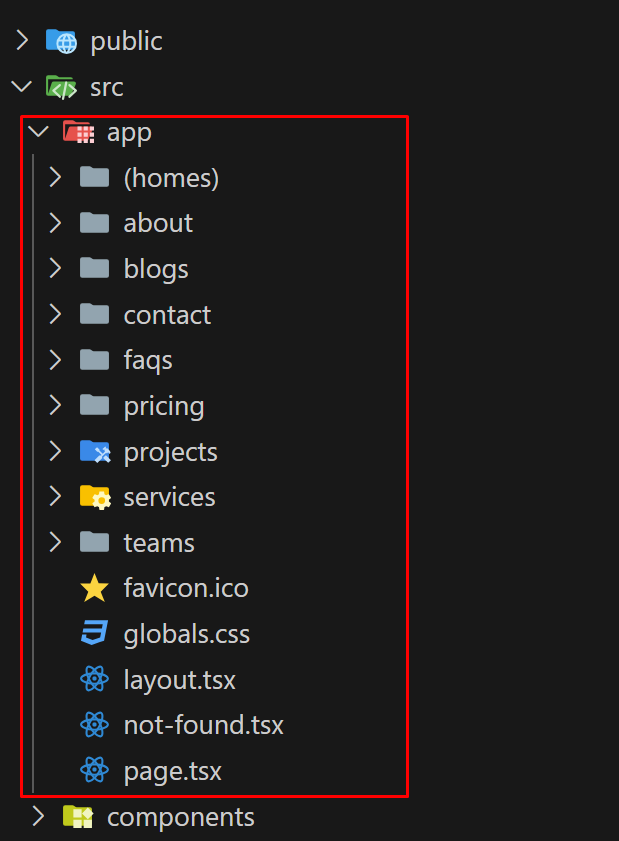 public
src
app
(homes)
about
blogs
contact
faqs
pricing
projects
services
teams
favicon.ico
globals.css
layout.tsx
not-found.tsx
page.tsx
components